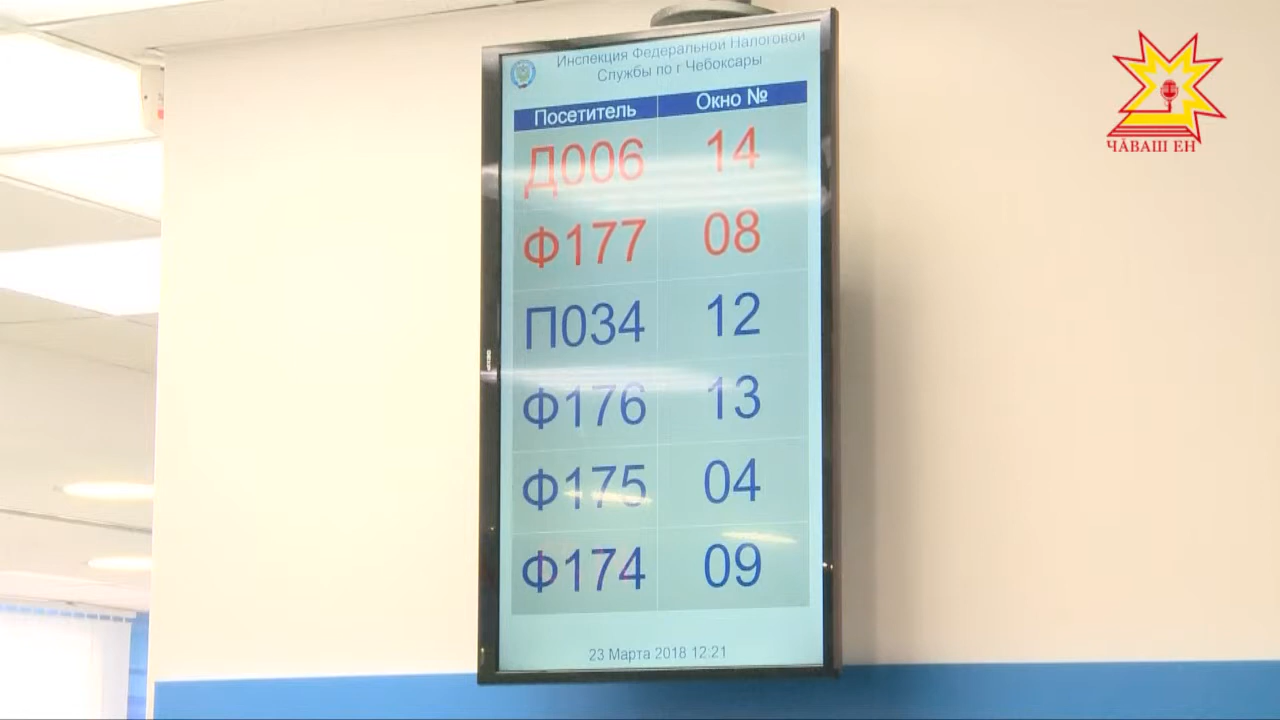 Инспекция Федеральной Налоговой
Службы по г Чебоксары
Посетитель Окно №
Д006 14
Ф177 08
П034 12
Ф176 13
Ф175 04
Ф174 09
23 Марта 2018 12:21
ЧӐВАШ ЕН